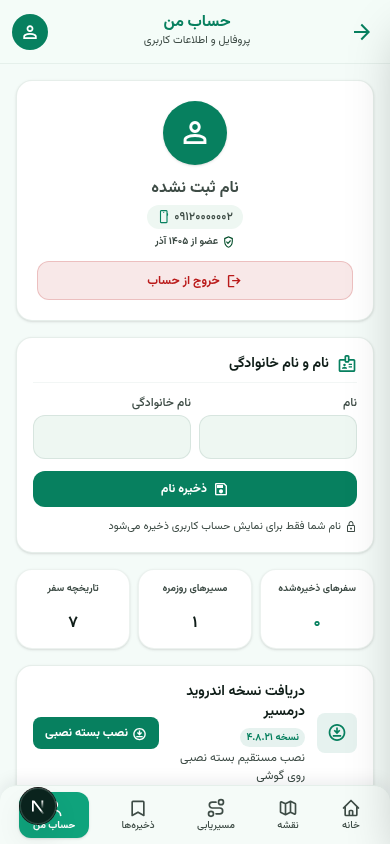 حساب من
پروفایل و اطلاعات کاربری
نام ثبت نشده
۰۹۱۲۰۰۰۰۰۰۲
عضو از ۱۴۰۵ آذر
خروج از حساب
نام و نام خانوادگی
نام
نام خانوادگی
ذخیره نام
نام شما فقط برای نمایش حساب کاربری ذخیره می‌شود
سفرهای ذخیره‌شده
۰
مسیرهای روزمره
۱
تاریخچه سفر
۷
دریافت نسخه اندروید
درمسیر
نسخه ۴.۸.۲۱
نصب مستقیم بسته نصبی
روی گوشی
نصب بسته نصبی
خانه
نقشه
مسیریابی
ذخیره‌ها
حساب من
N